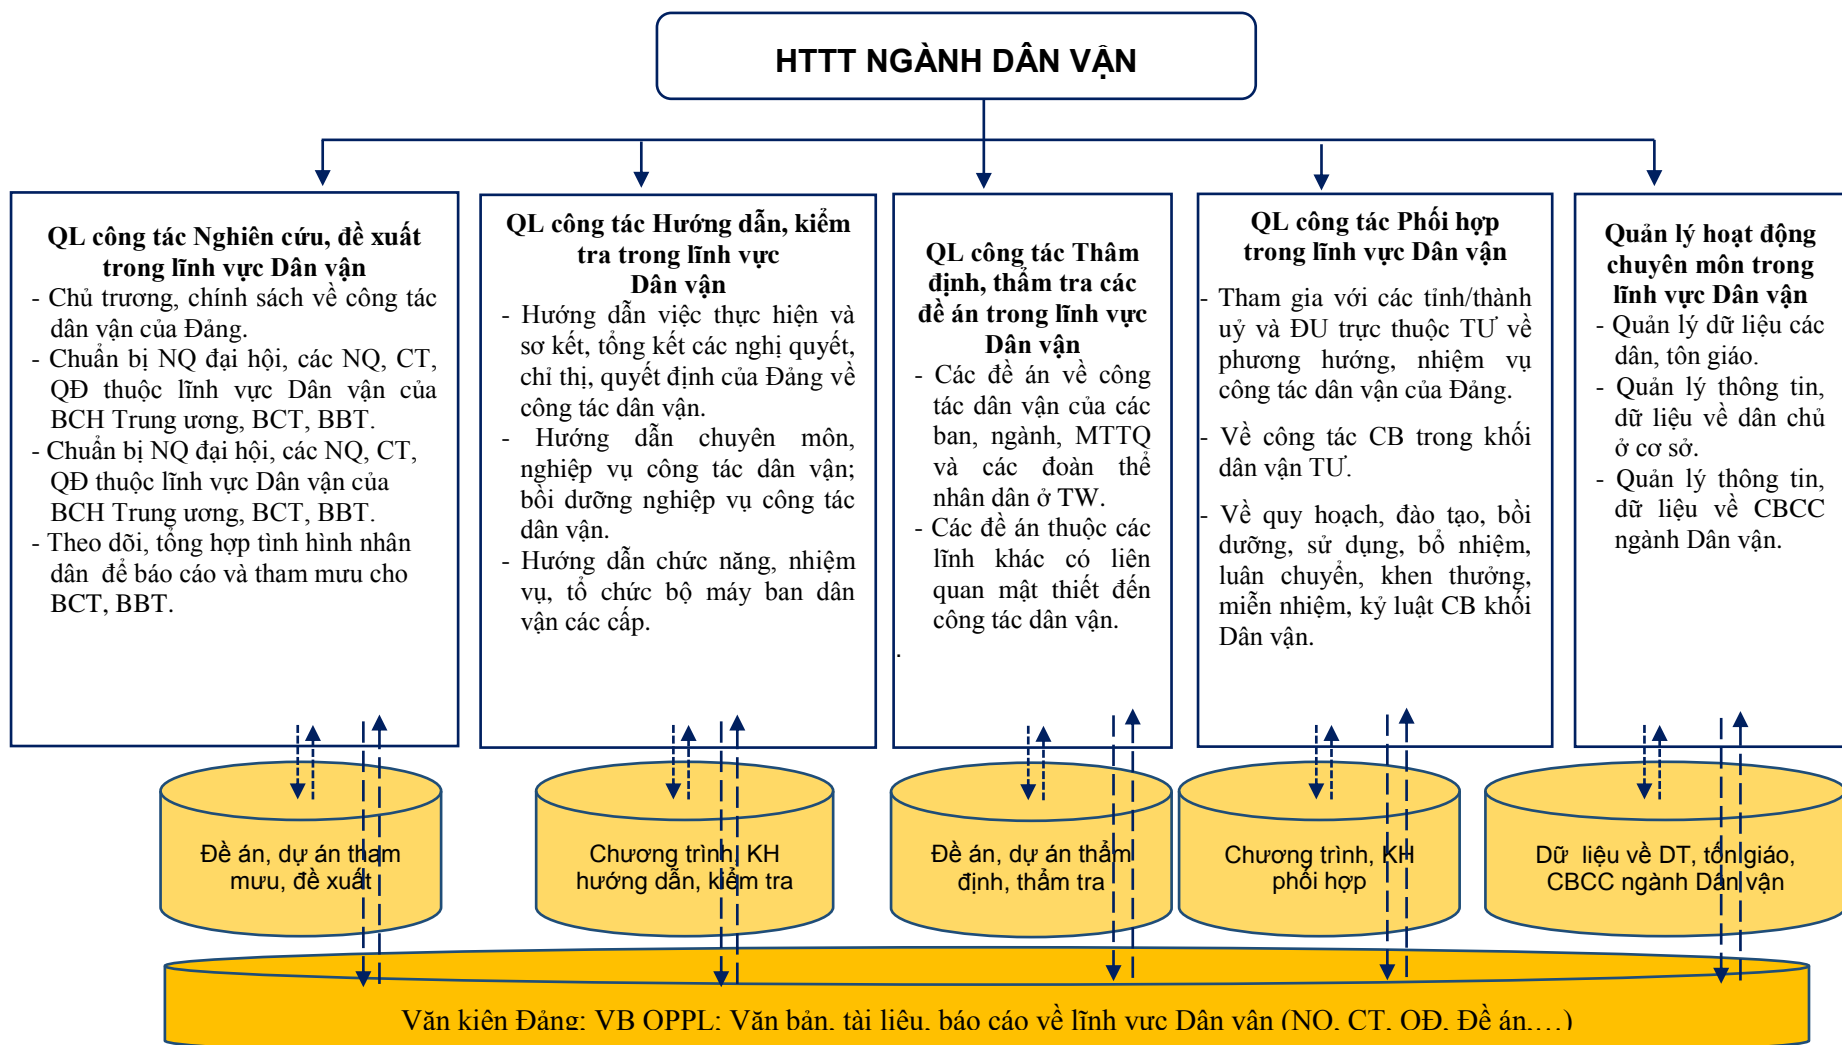 HTTT NGÀNH DÂN VẬN
QL công tác Nghiên cứu, đề xuất
trong lĩnh vực Dân vận
- Chủ trương, chính sách về công tác
dân vận của Đảng.
- Chuẩn bị NQ đại hội, các NQ, CT,
QĐ thuộc lĩnh vực Dân vận của
BCH Trung ương, BCT, BBT.
- Chuẩn bị NQ đại hội, các NQ, CT,
QĐ thuộc lĩnh vực Dân vận của
BCH Trung ương, BCT, BBT.
- Theo dõi, tổng hợp tình hình nhân
dân để báo cáo và tham mưu cho
BCT, BBT.
QL công tác Hướng dẫn, kiểm
tra trong lĩnh vực
Dân vận
- Hướng dẫn việc thực hiện và
sơ kết, tổng kết các nghị quyết,
chỉ thị, quyết định của Đảng về
công tác dân vận.
- Hướng dẫn chuyên môn,
nghiệp vụ công tác dân vận;
bồi dưỡng nghiệp vụ công tác
dân vận.
- Hướng dẫn chức năng, nhiệm
vụ, tổ chức bộ máy ban dân
vận các cấp.
QL công tác Thâm
định, thẩm tra các
đề án trong lĩnh vực
Dân vận
- Các đề án về công
tác dân vận của các
ban, ngành, MTTQ
và các đoàn thể
nhân dân ở TW.
- Các đề án thuộc các
lĩnh khác có liên
quan mật thiết đến
công tác dân vận.
.
QL công tác Phối hợp
trong lĩnh vực Dân vận
- Tham gia với các tỉnh/thành
uỷ và ĐU trực thuộc TƯ về
phương hướng, nhiệm vụ
công tác dân vận của Đảng.
- Về công tác CB trong khối
dân vận TƯ.
- Về quy hoạch, đào tạo, bồi
dưỡng, sử dụng, bổ nhiệm,
luân chuyển, khen thưởng,
miễn nhiệm, kỷ luật CB khối
Dân vận.
Quản lý hoạt động
chuyên môn trong
lĩnh vực Dân vận
- Quản lý dữ liệu các
dân, tôn giáo.
- Quản lý thông tin,
dữ liệu về dân chủ
ở cơ sở.
- Quản lý thông tin,
dữ liệu về CBCC
ngành Dân vận.
Đề án, dự án tham
mưu, đề xuất
Chương trình, KH
hướng dẫn, kiểm tra
Đề án, dự án thẩm
định, thẩm tra
Chương trình, KH
phối hợp
Dữ liệu về DT, tôn giáo,
CBCC ngành Dân vận
Văn kiện Đảng; VB QPPL; Văn bản, tài liệu, báo cáo về lĩnh vực Dân vận (NQ, CT, QĐ, Đề án,…)